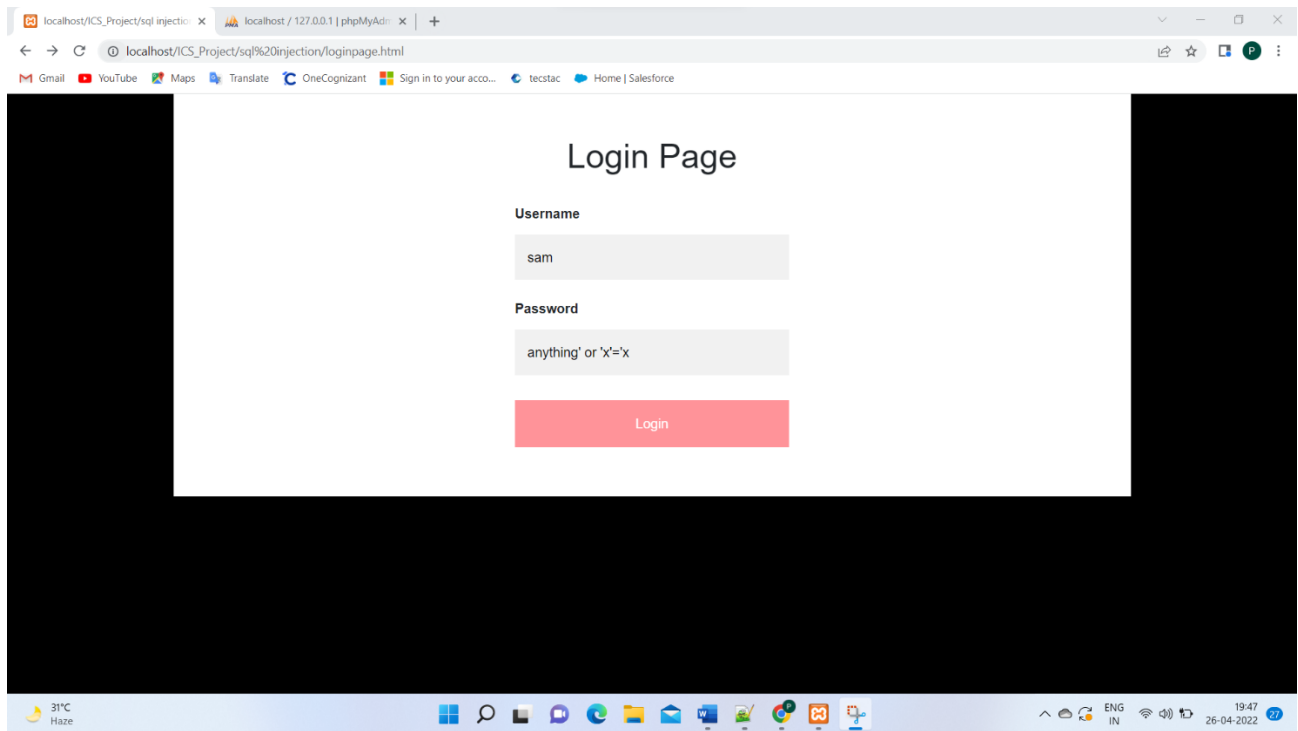 localhost/ICS_Project/sql injection
localhost / 127.0.0.1 | phpMyAdm
localhost/ICS_Project/sql%20injection/loginpage.html
P
Gmail YouTube Maps Translate OneCognizant Sign in to your acco... tecstac Home | Salesforce
Login Page
Username
sam
Password
anything' or 'x'='x
Login
31°C
Haze
ENG
IN
19:47
26-04-2022
27